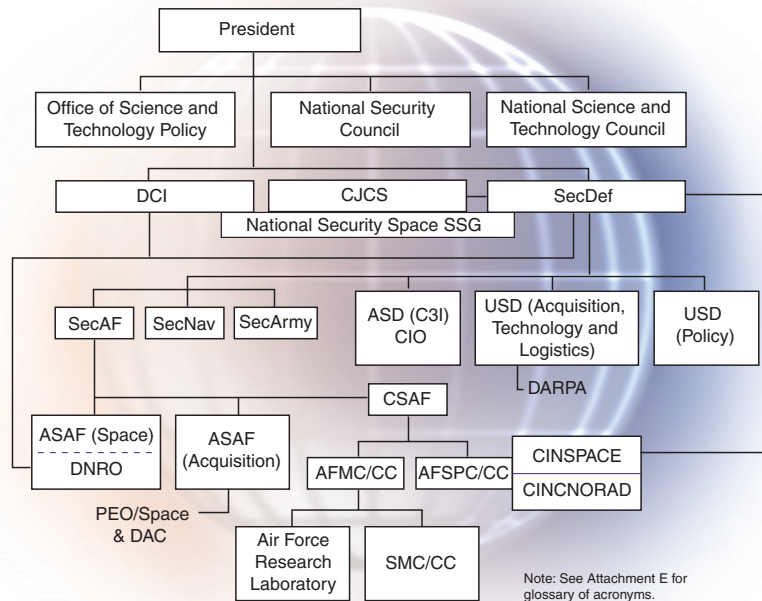 President
Office of Science and
Technology Policy
National Security
Council
National Science and
Technology Council
DCI
CJCS
SecDef
National Security Space SSG
SecAF
SecNav
SecArmy
ASD (C3I)
CIO
USD (Acquisition,
Technology and
Logistics)
USD
(Policy)
DARPA
CSAF
ASAF (Space)
DNRO
ASAF
(Acquisition)
AFMC/CC
AFSPC/CC
CINSPACE
CINCNORAD
PEO/Space
& DAC
Air Force
Research
Laboratory
SMC/CC
Note: See Attachment E for
glossary of acronyms.